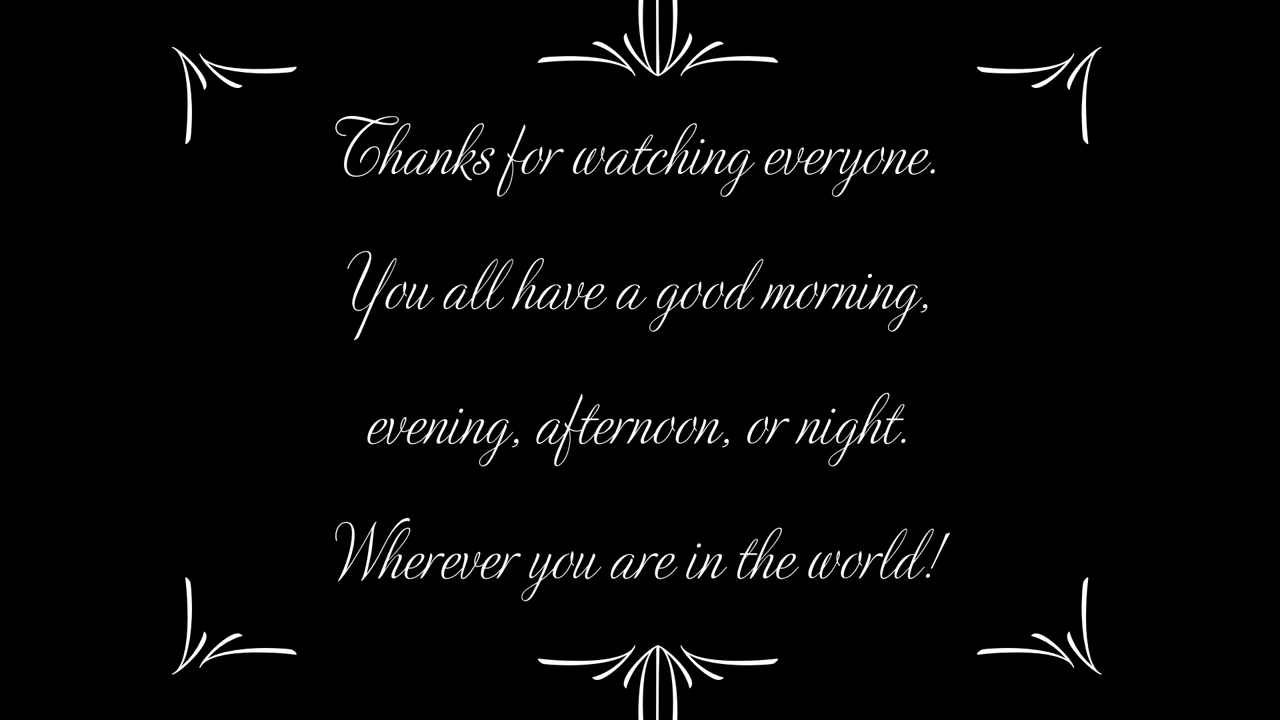 Thanks for watching everyone.
You all have a good morning,
evening, afternoon, or night.
Wherever you are in the world!